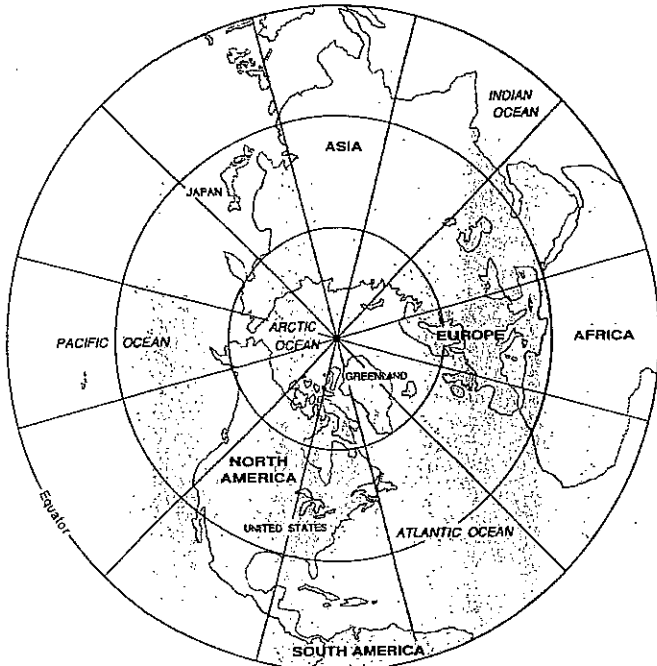 INDIAN
OCEAN
ASIA
JAPAN
ARCTIC
OCEAN
PACIFIC OCEAN
EUROPE
AFRICA
GREENLAND
NORTH
AMERICA
Equator
UNITED STATES
ATLANTIC OCEAN
SOUTH AMERICA